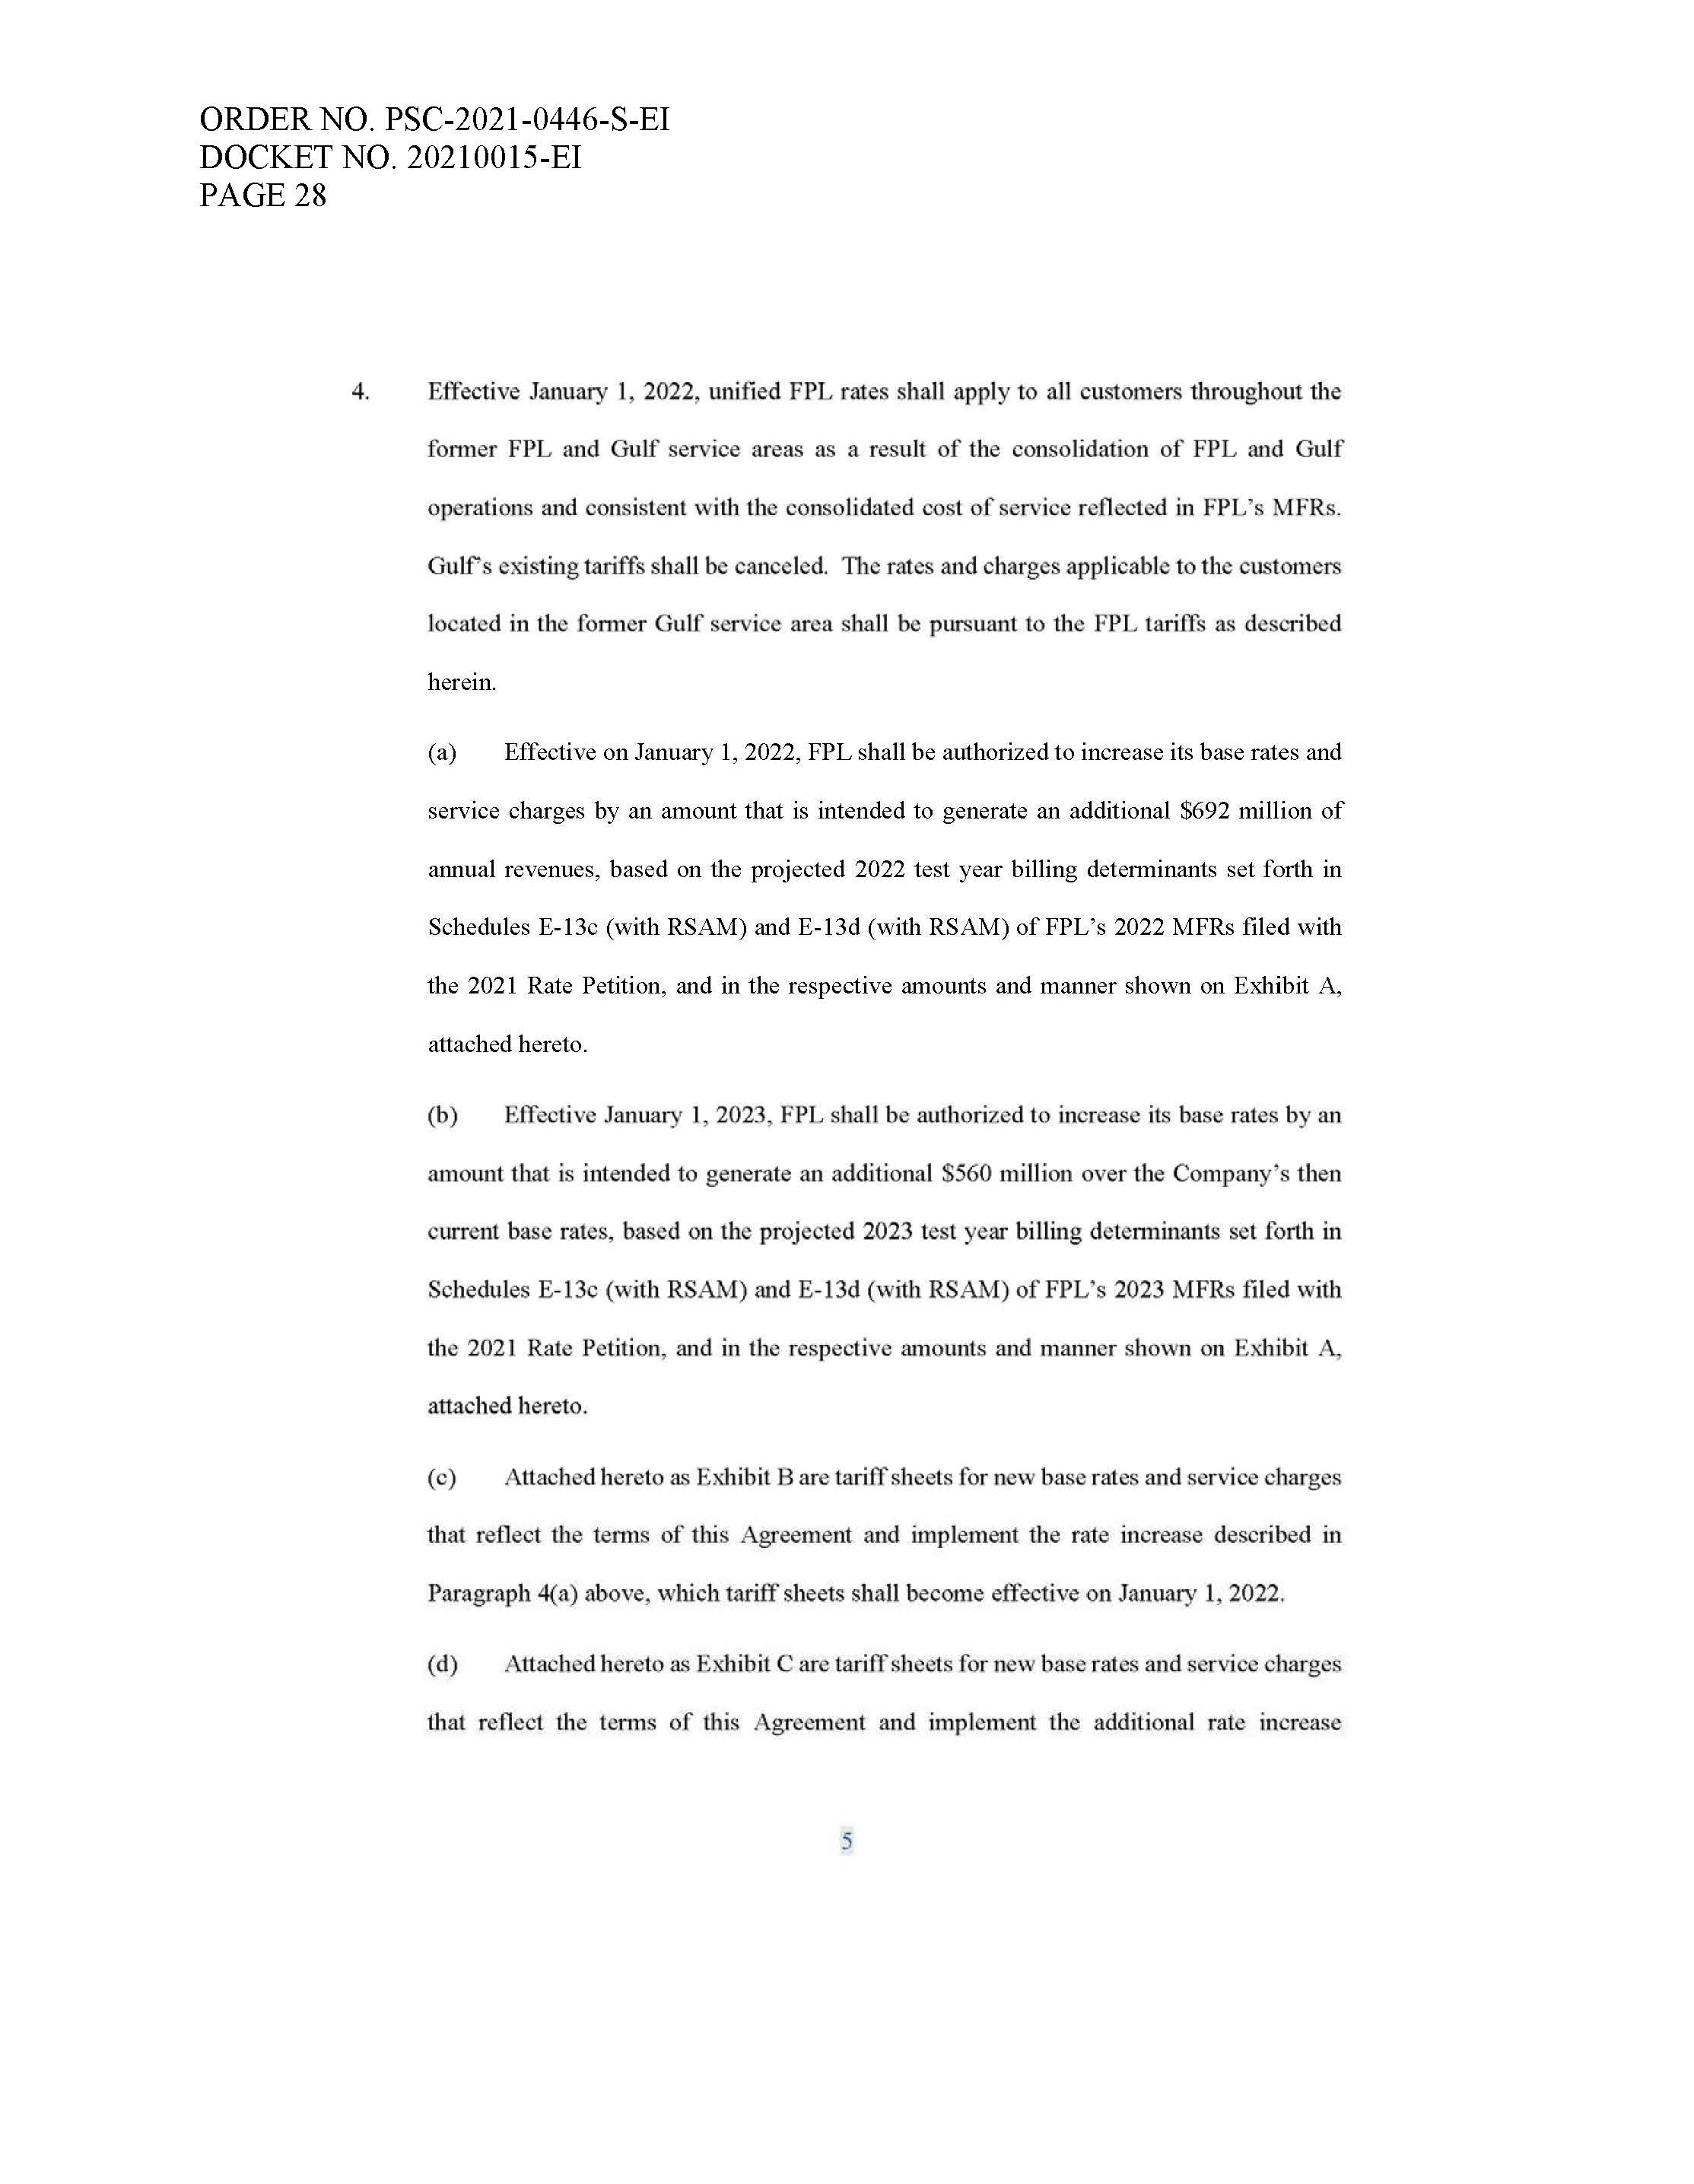 ORDER NO. PSC-2021-0446-S-EI
DOCKET NO. 20210015-EI
PAGE 28
4. Effective January 1, 2022, unified FPL rates shall apply to all customers throughout the
former FPL and Gulf service areas as a result of the consolidation of FPL and Gulf
operations and consistent with the consolidated cost of service reflected in FPL’s MFRs.
Gulf’s existing tariffs shall be canceled. The rates and charges applicable to the customers
located in the former Gulf service area shall be pursuant to the FPL tariffs as described
herein.
(a) Effective on January 1, 2022, FPL shall be authorized to increase its base rates and
service charges by an amount that is intended to generate an additional $692 million of
annual revenues, based on the projected 2022 test year billing determinants set forth in
Schedules E-13c (with RSAM) and E-13d (with RSAM) of FPL’s 2022 MFRs filed with
the 2021 Rate Petition, and in the respective amounts and manner shown on Exhibit A,
attached hereto.
(b) Effective January 1, 2023, FPL shall be authorized to increase its base rates by an
amount that is intended to generate an additional $560 million over the Company’s then
current base rates, based on the projected 2023 test year billing determinants set forth in
Schedules E-13c (with RSAM) and E-13d (with RSAM) of FPL’s 2023 MFRs filed with
the 2021 Rate Petition, and in the respective amounts and manner shown on Exhibit A,
attached hereto.
(c) Attached hereto as Exhibit B are tariff sheets for new base rates and service charges
that reflect the terms of this Agreement and implement the rate increase described in
Paragraph 4(a) above, which tariff sheets shall become effective on January 1, 2022.
(d) Attached hereto as Exhibit C are tariff sheets for new base rates and service charges
that reflect the terms of this Agreement and implement the additional rate increase
5